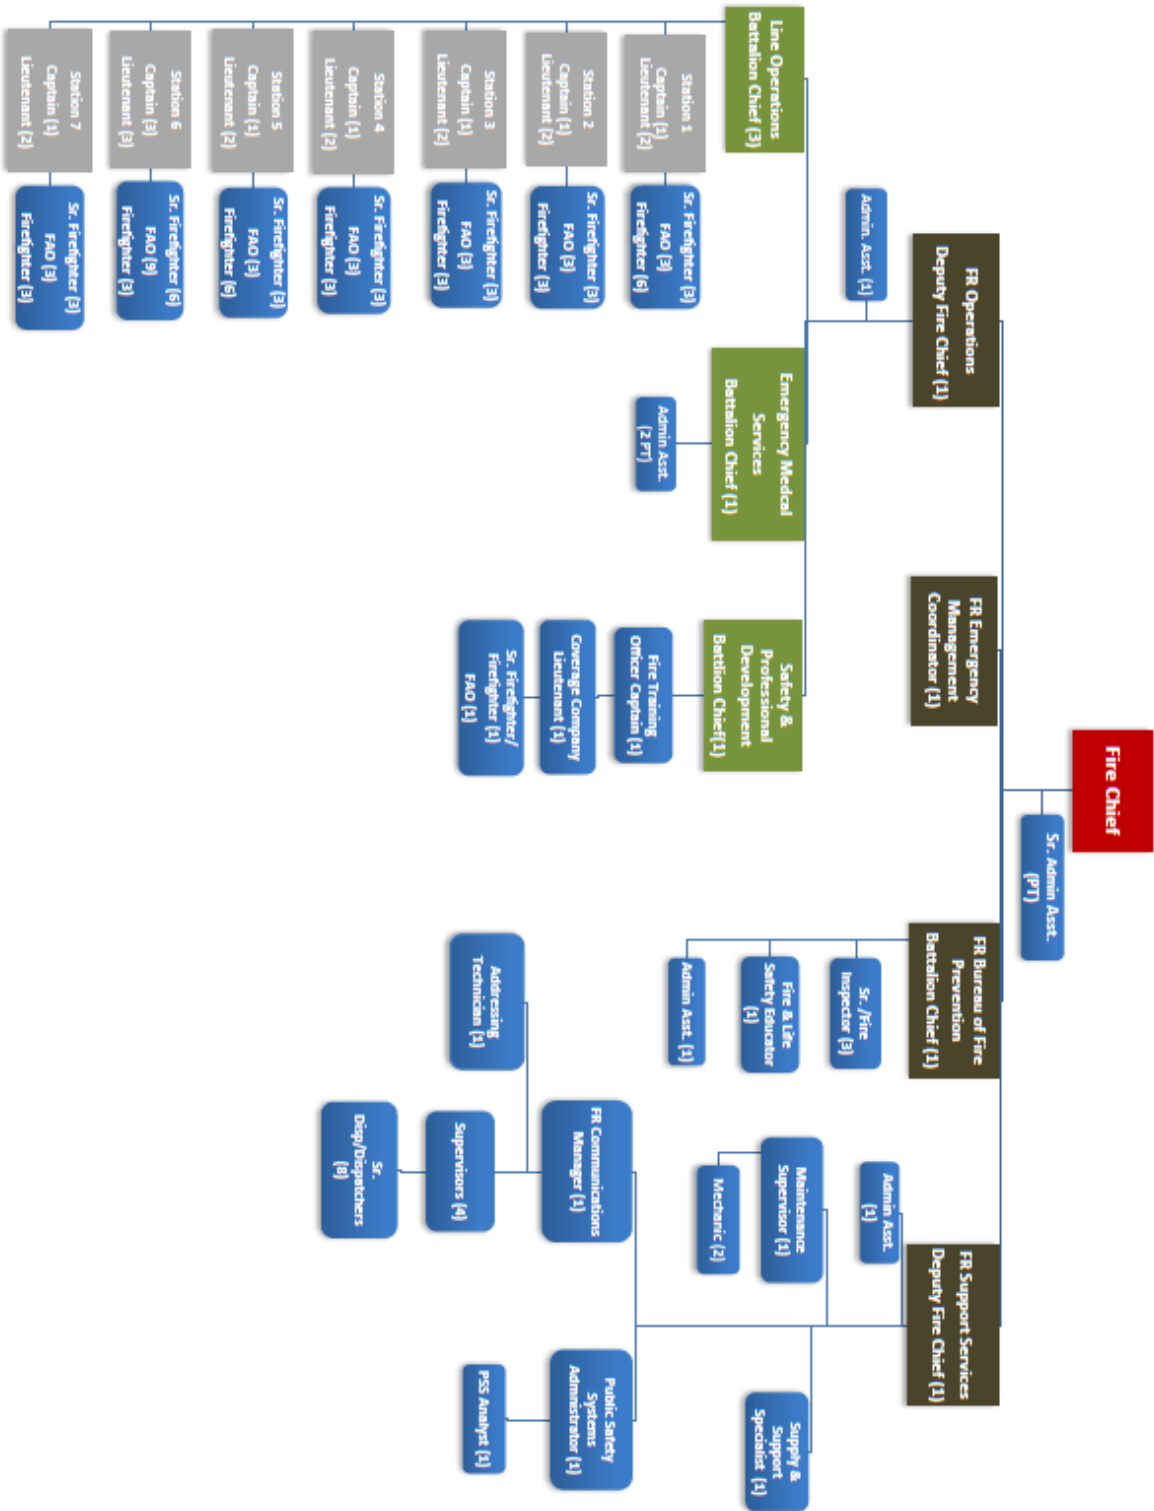 Fire Chief
Sr. Admin Asst.
(PT)
FR Operations
Deputy Fire Chief (1)
FR Emergency
Management
Coordinator (1)
FR Bureau of Fire
Prevention
Battalion Chief (1)
FR Support Services
Deputy Fire Chief (1)
Admin. Asst. (1)
Line Operations
Battalion Chief (3)
Emergency Medcal
Services
Battalion Chief (1)
Safety &
Professional
Development
Battlion Chief(1)
Station 1
Captain (1)
Lieutenant (2)
Sr. Firefighter (3)
FAO (3)
Firefighter (6)
Station 2
Captain (1)
Lieutenant (2)
Sr. Firefighter (3)
FAO (3)
Firefighter (3)
Station 3
Captain (1)
Lieutenant (2)
Sr. Firefighter (3)
FAO (3)
Firefighter (3)
Station 4
Captain (1)
Lieutenant (2)
Sr. Firefighter (3)
FAO (3)
Firefighter (3)
Station 5
Captain (1)
Lieutenant (2)
Sr. Firefighter (3)
FAO (3)
Firefighter (6)
Station 6
Captain (3)
Lieutenant (3)
Sr. Firefighter (6)
FAO (9)
Firefighter (3)
Station 7
Captain (1)
Lieutenant (2)
Sr. Firefighter (3)
FAO (3)
Firefighter (3)
Admin Asst.
(2 PT)
Fire Training
Officer Captain (1)
Coverage Company
Lieutenant (1)
Sr. Firefighter/
Firefighter (1)
FAO (1)
Sr. /Fire
Inspector (3)
Fire & Life
Safety Educator
(1)
Admin Asst. (1)
Admin Asst.
(1)
Maintenance
Supervisor (1)
Mechanic (2)
Supply &
Support
Specialist (1)
FR Communications
Manager (1)
Addressing
Technician (1)
Supervisors (4)
Sr.
Disp/Dispatchers
(8)
Public Safety
Systems
Administrator (1)
PSS Analyst (1)